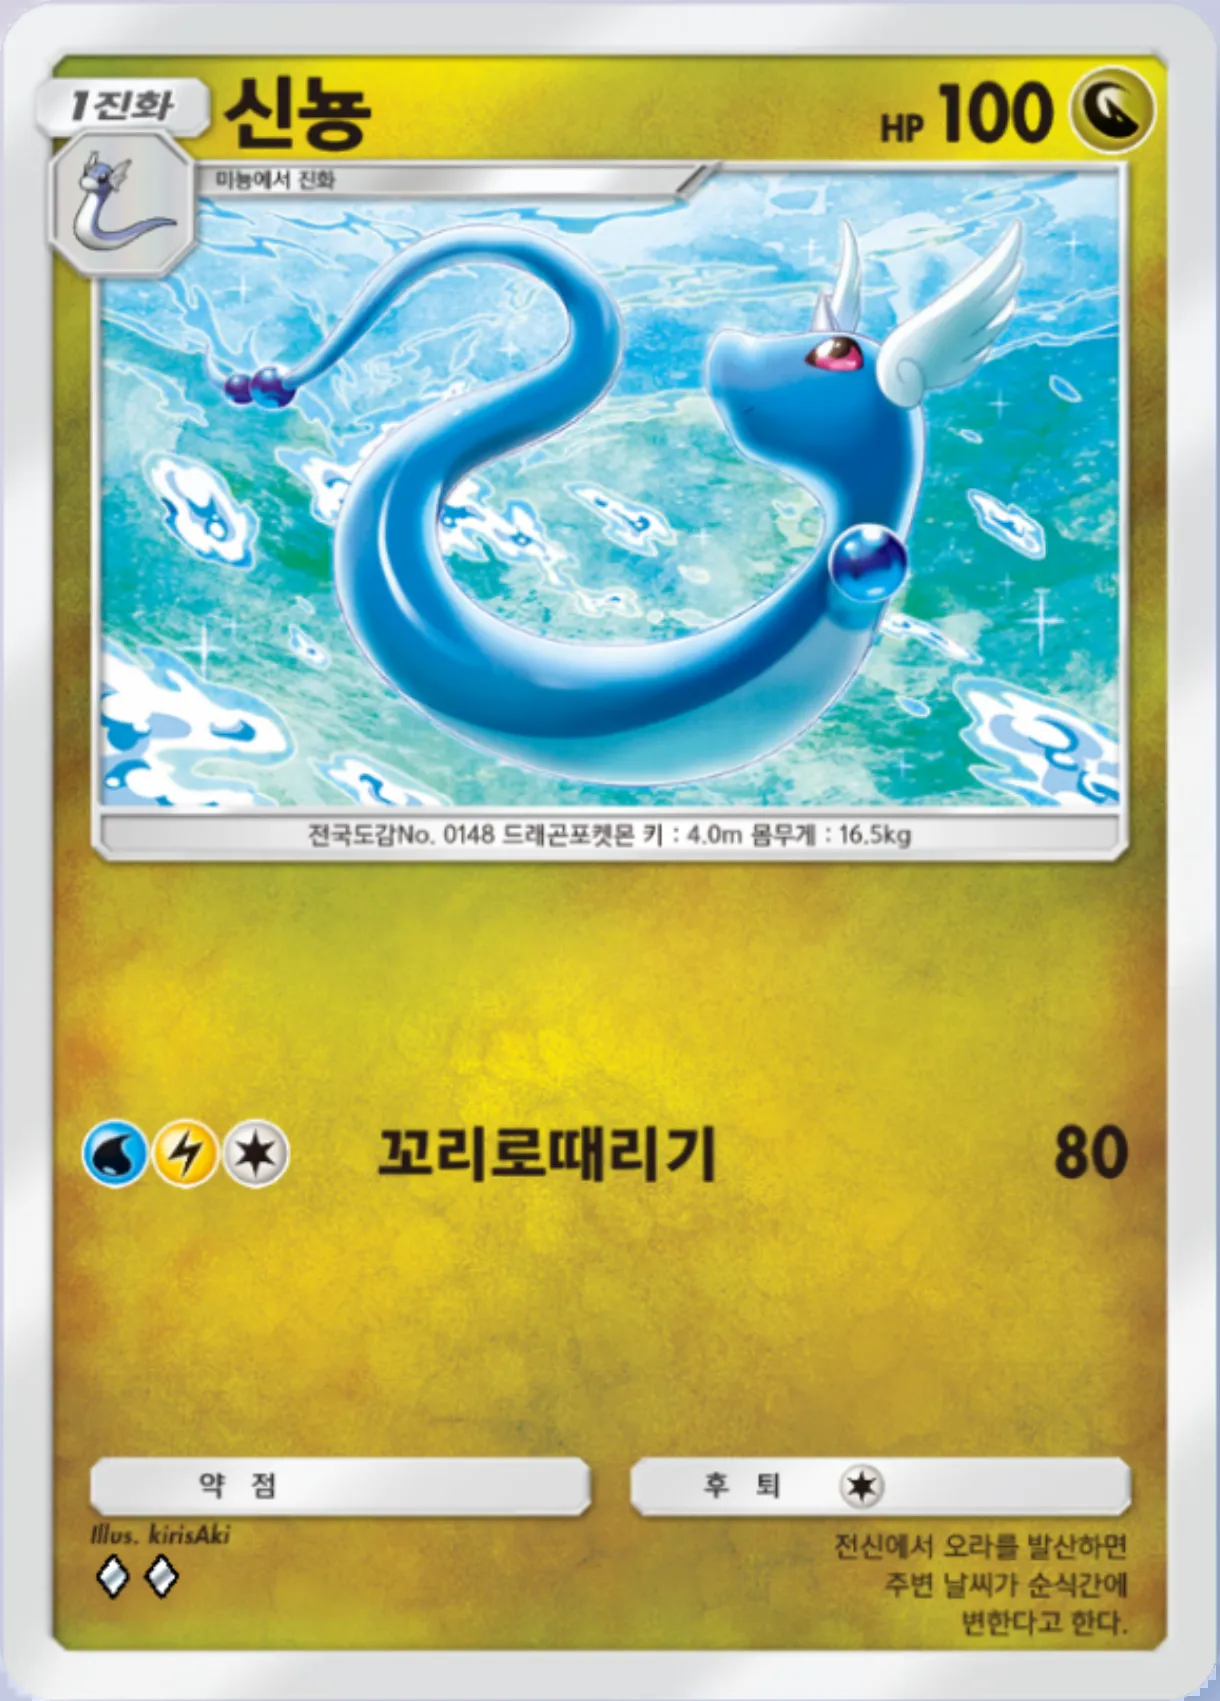 1진화
신뇽
HP 100
미뇽에서 진화
전국도감No. 0148 드래곤포켓몬 키 : 4.0m 몸무게 : 16.5kg
꼬리로때리기 80
약 점
후 퇴
Illus. kirisAki
전신에서 오라를 발산하면
주변 날씨가 순식간에
변한다고 한다.